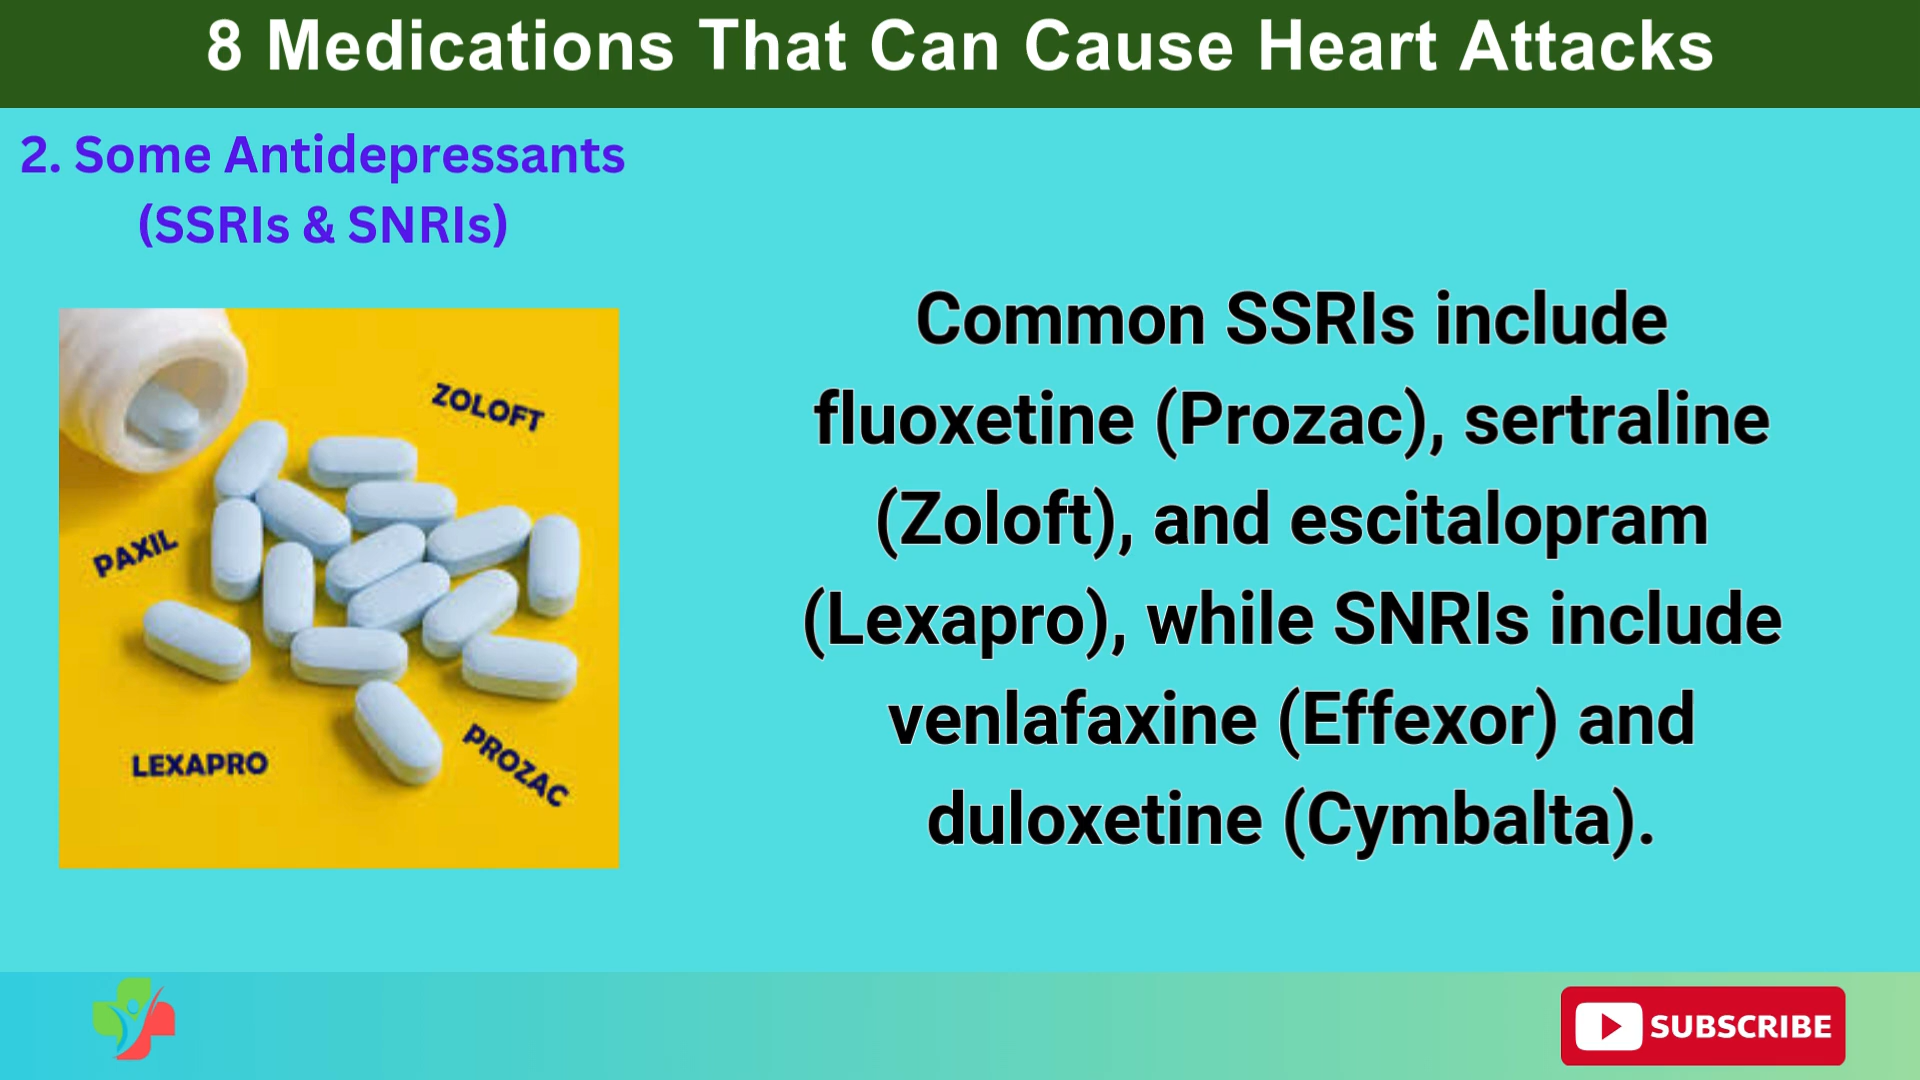 8 Medications That Can Cause Heart Attacks
2. Some Antidepressants
(SSRIs & SNRIs)
ZOLOFT
PAXIL
LEXAPRO
PROZAC
Common SSRIs include
fluoxetine (Prozac), sertraline
(Zoloft), and escitalopram
(Lexapro), while SNRIs include
venlafaxine (Effexor) and
duloxetine (Cymbalta).
SUBSCRIBE